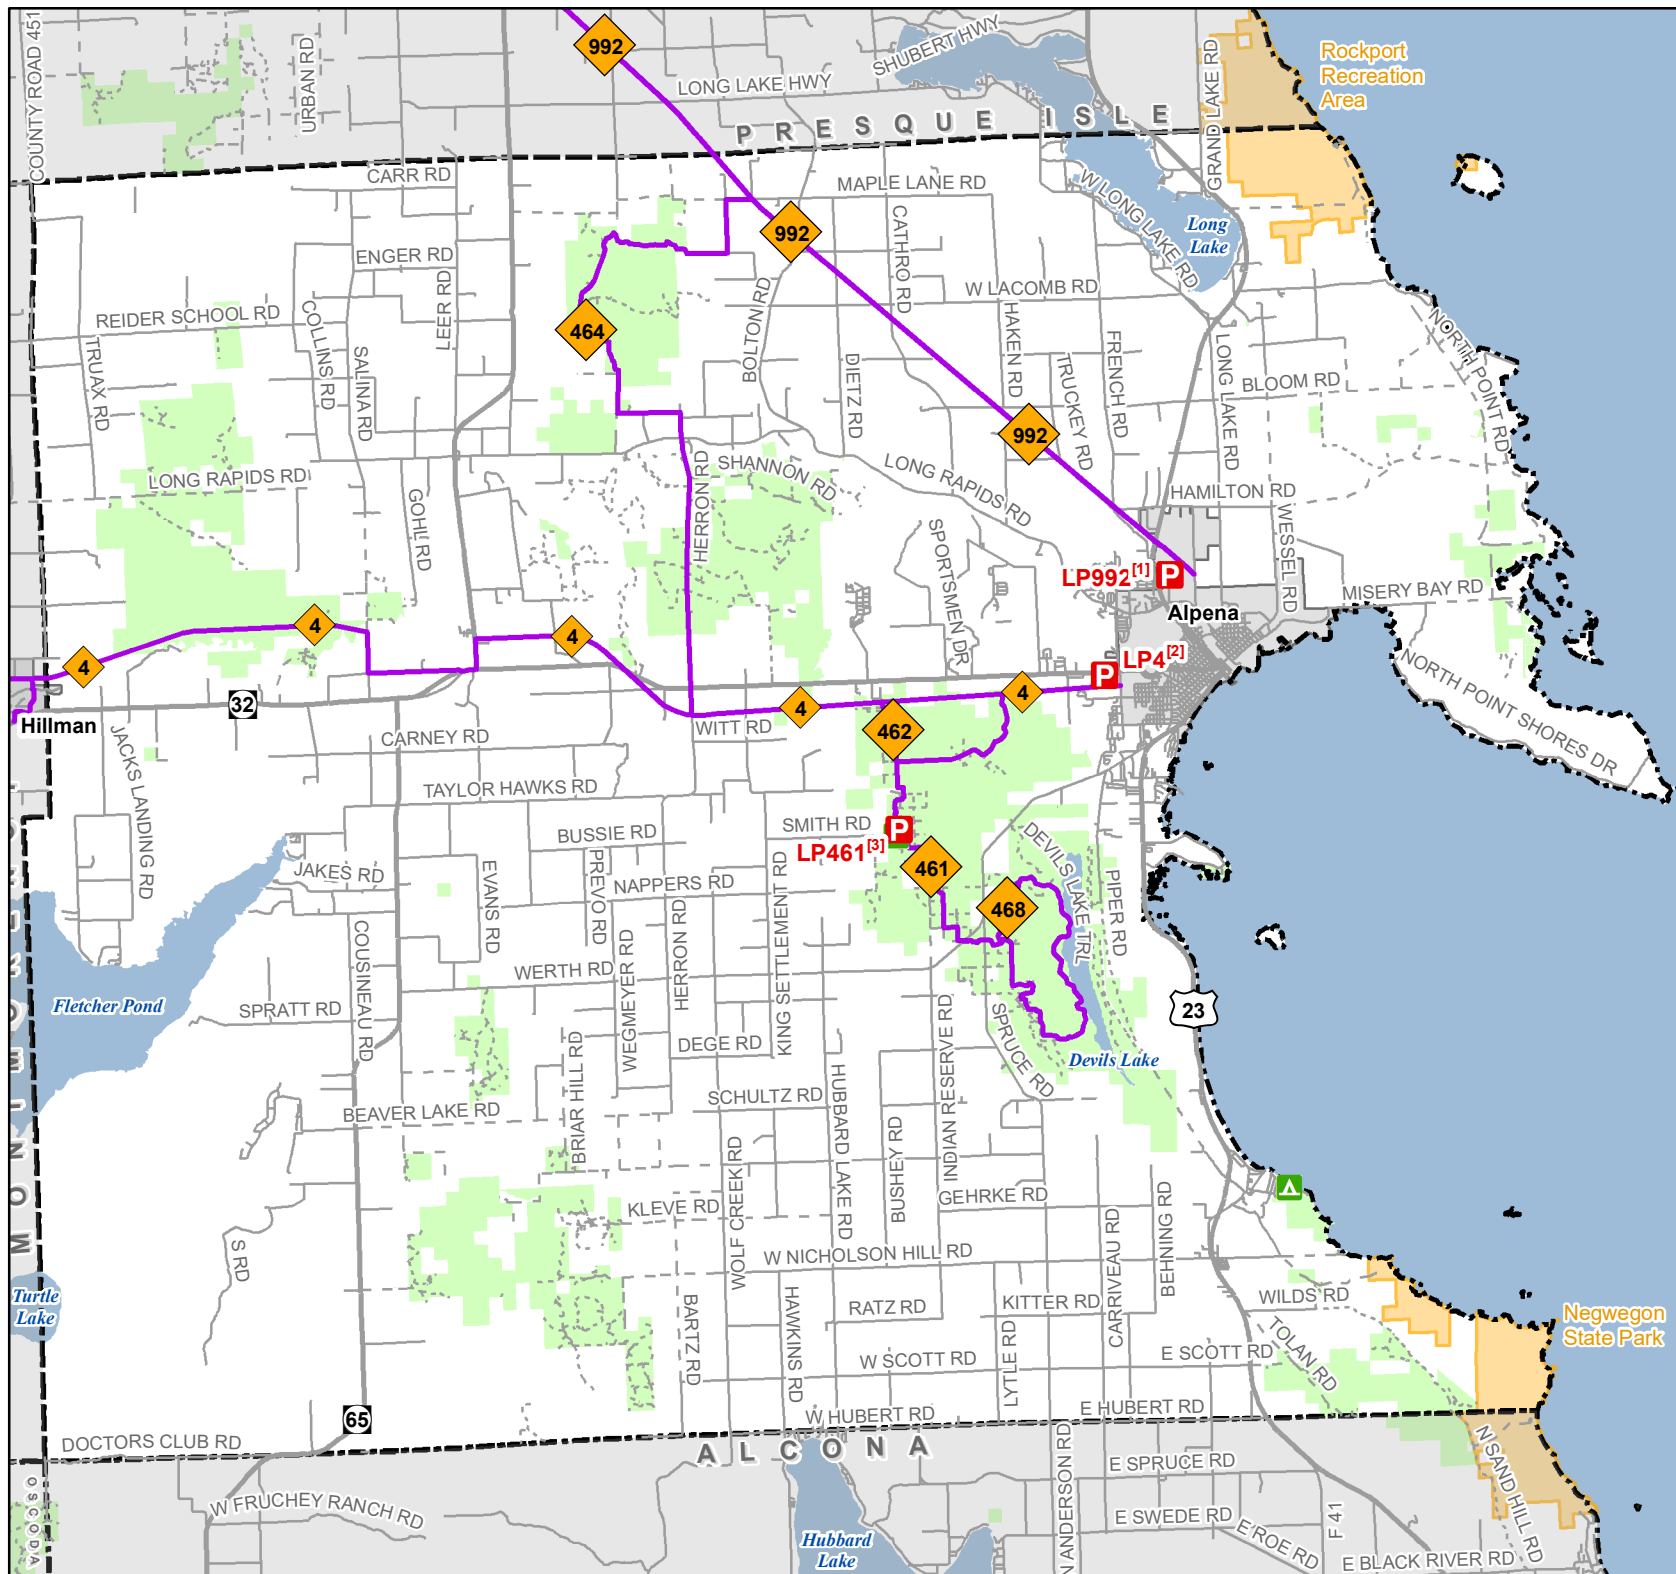 COUNTY ROAD 451
URBAN RD
992
SHUBERT HWY
LONG LAKE HWY
GRAND LAKE RD
Rockport
Recreation
Area
PRESQUE ISLE
CARR RD
MAPLE LANE RD
W LONG LAKE RD
Long
Lake
992
CATHRO RD
ENGER RD
LEER RD
BOLTON RD
W LACOMB RD
REIDER SCHOOL RD
COLLINS RD
464
HAKEN RD
NORTH POINT RD
TRUAX RD
SALINA RD
DIETZ RD
TRUCKEY RD
FRENCH RD
LONG LAKE RD
BLOOM RD
992
LONG RAPIDS RD
GOHL RD
HERRON RD
SHANNON RD
LONG RAPIDS RD
HAMILTON RD
WESSEL RD
SPORTSMEN DR
LP992[1]
P
MISERY BAY RD
Alpena
4
4
4
P
LP4[2]
NORTH POINT SHORES DR
4
4
32
Hillman
WITT RD
462
CARNEY RD
JACKS LANDING RD
TAYLOR HAWKS RD
BUSSIE RD
SMITH RD
P
LP461[3]
DEVILS LAKE TRL
461
JAKES RD
EVANS RD
PREVO RD
NAPPERS RD
KING SETTLEMENT RD
468
PIPER RD
COUSINEAU RD
WEGMEYER RD
HERRON RD
WERTH RD
INDIAN RESERVE RD
Fletcher Pond
SPRATT RD
SPRUCE RD
23
DEGE RD
Devils Lake
BRIAR HILL RD
HUBBARD LAKE RD
BEAVER LAKE RD
SCHULTZ RD
WOLF CREEK RD
BUSHEY RD
MONTMORENCY
KLEVE RD
GEHRKE RD
CARRIVEAU RD
BEHNING RD
S RD
W NICHOLSON HILL RD
Turtle
Lake
BARTZ RD
HAWKINS RD
RATZ RD
KITTER RD
WILDS RD
Negwegon
State Park
LYTLE RD
TOLAN RD
W SCOTT RD
E SCOTT RD
65
W HUBERT RD
E HUBERT RD
DOCTORS CLUB RD
ALCONA
N SAND HILL RD
OSCODA
N ANDERSON RD
E SPRUCE RD
W FRUCHEY RANCH RD
E SWEDE RD
E ROE RD
F 41
Hubbard
Lake
E BLACK RIVER RD